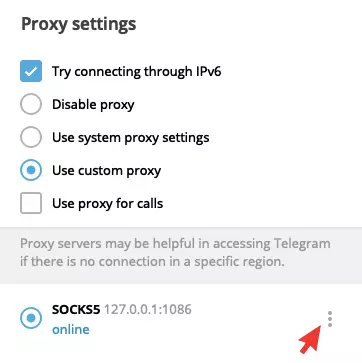 Proxy settings
Try connecting through IPv6
Disable proxy
Use system proxy settings
Use custom proxy
Use proxy for calls
Proxy servers may be helpful in accessing Telegram
if there is no connection in a specific region.
SOCKS5 127.0.0.1:1086
online